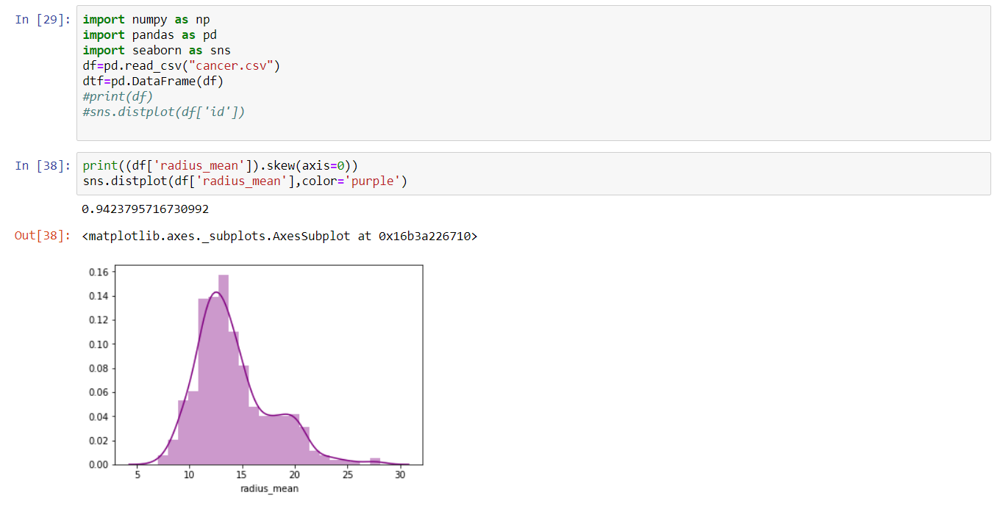 In [29]:
import numpy as np
import pandas as pd
import seaborn as sns
df=pd.read_csv("cancer.csv")
dtf=pd.DataFrame(df)
#print(df)
#sns.distplot(df['id'])
In [38]:
print((df['radius_mean']).skew(axis=0))
sns.distplot(df['radius_mean'],color='purple')
0.9423795716730992
Out[38]: <matplotlib.axes._subplots.AxesSubplot at 0x16b3a226710>
0.16
0.14
0.12
0.10
0.08
0.06
0.04
0.02
0.00
5 10 15 20 25 30
radius_mean